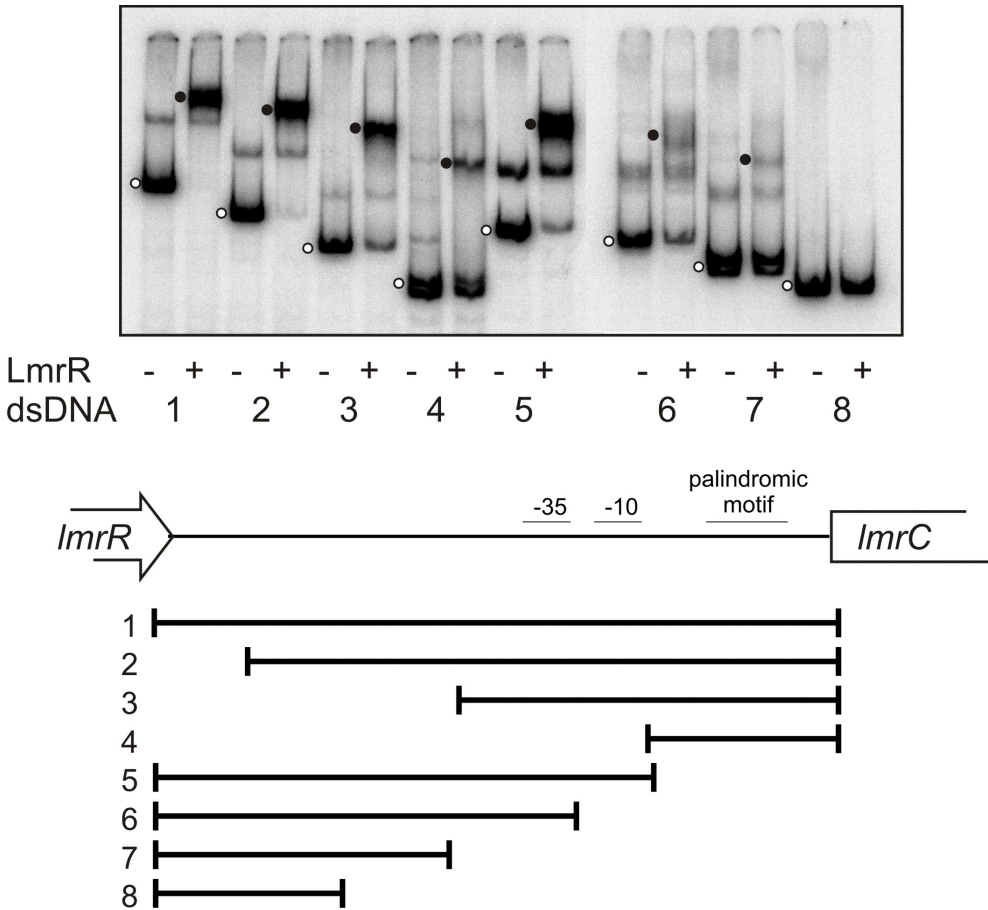 LmrR - + - + - + - + - + - + - + - +
dsDNA 1 2 3 4 5 6 7 8
palindromic
-35 -10 motif
lmrR lmrC
1
2
3
4
5
6
7
8